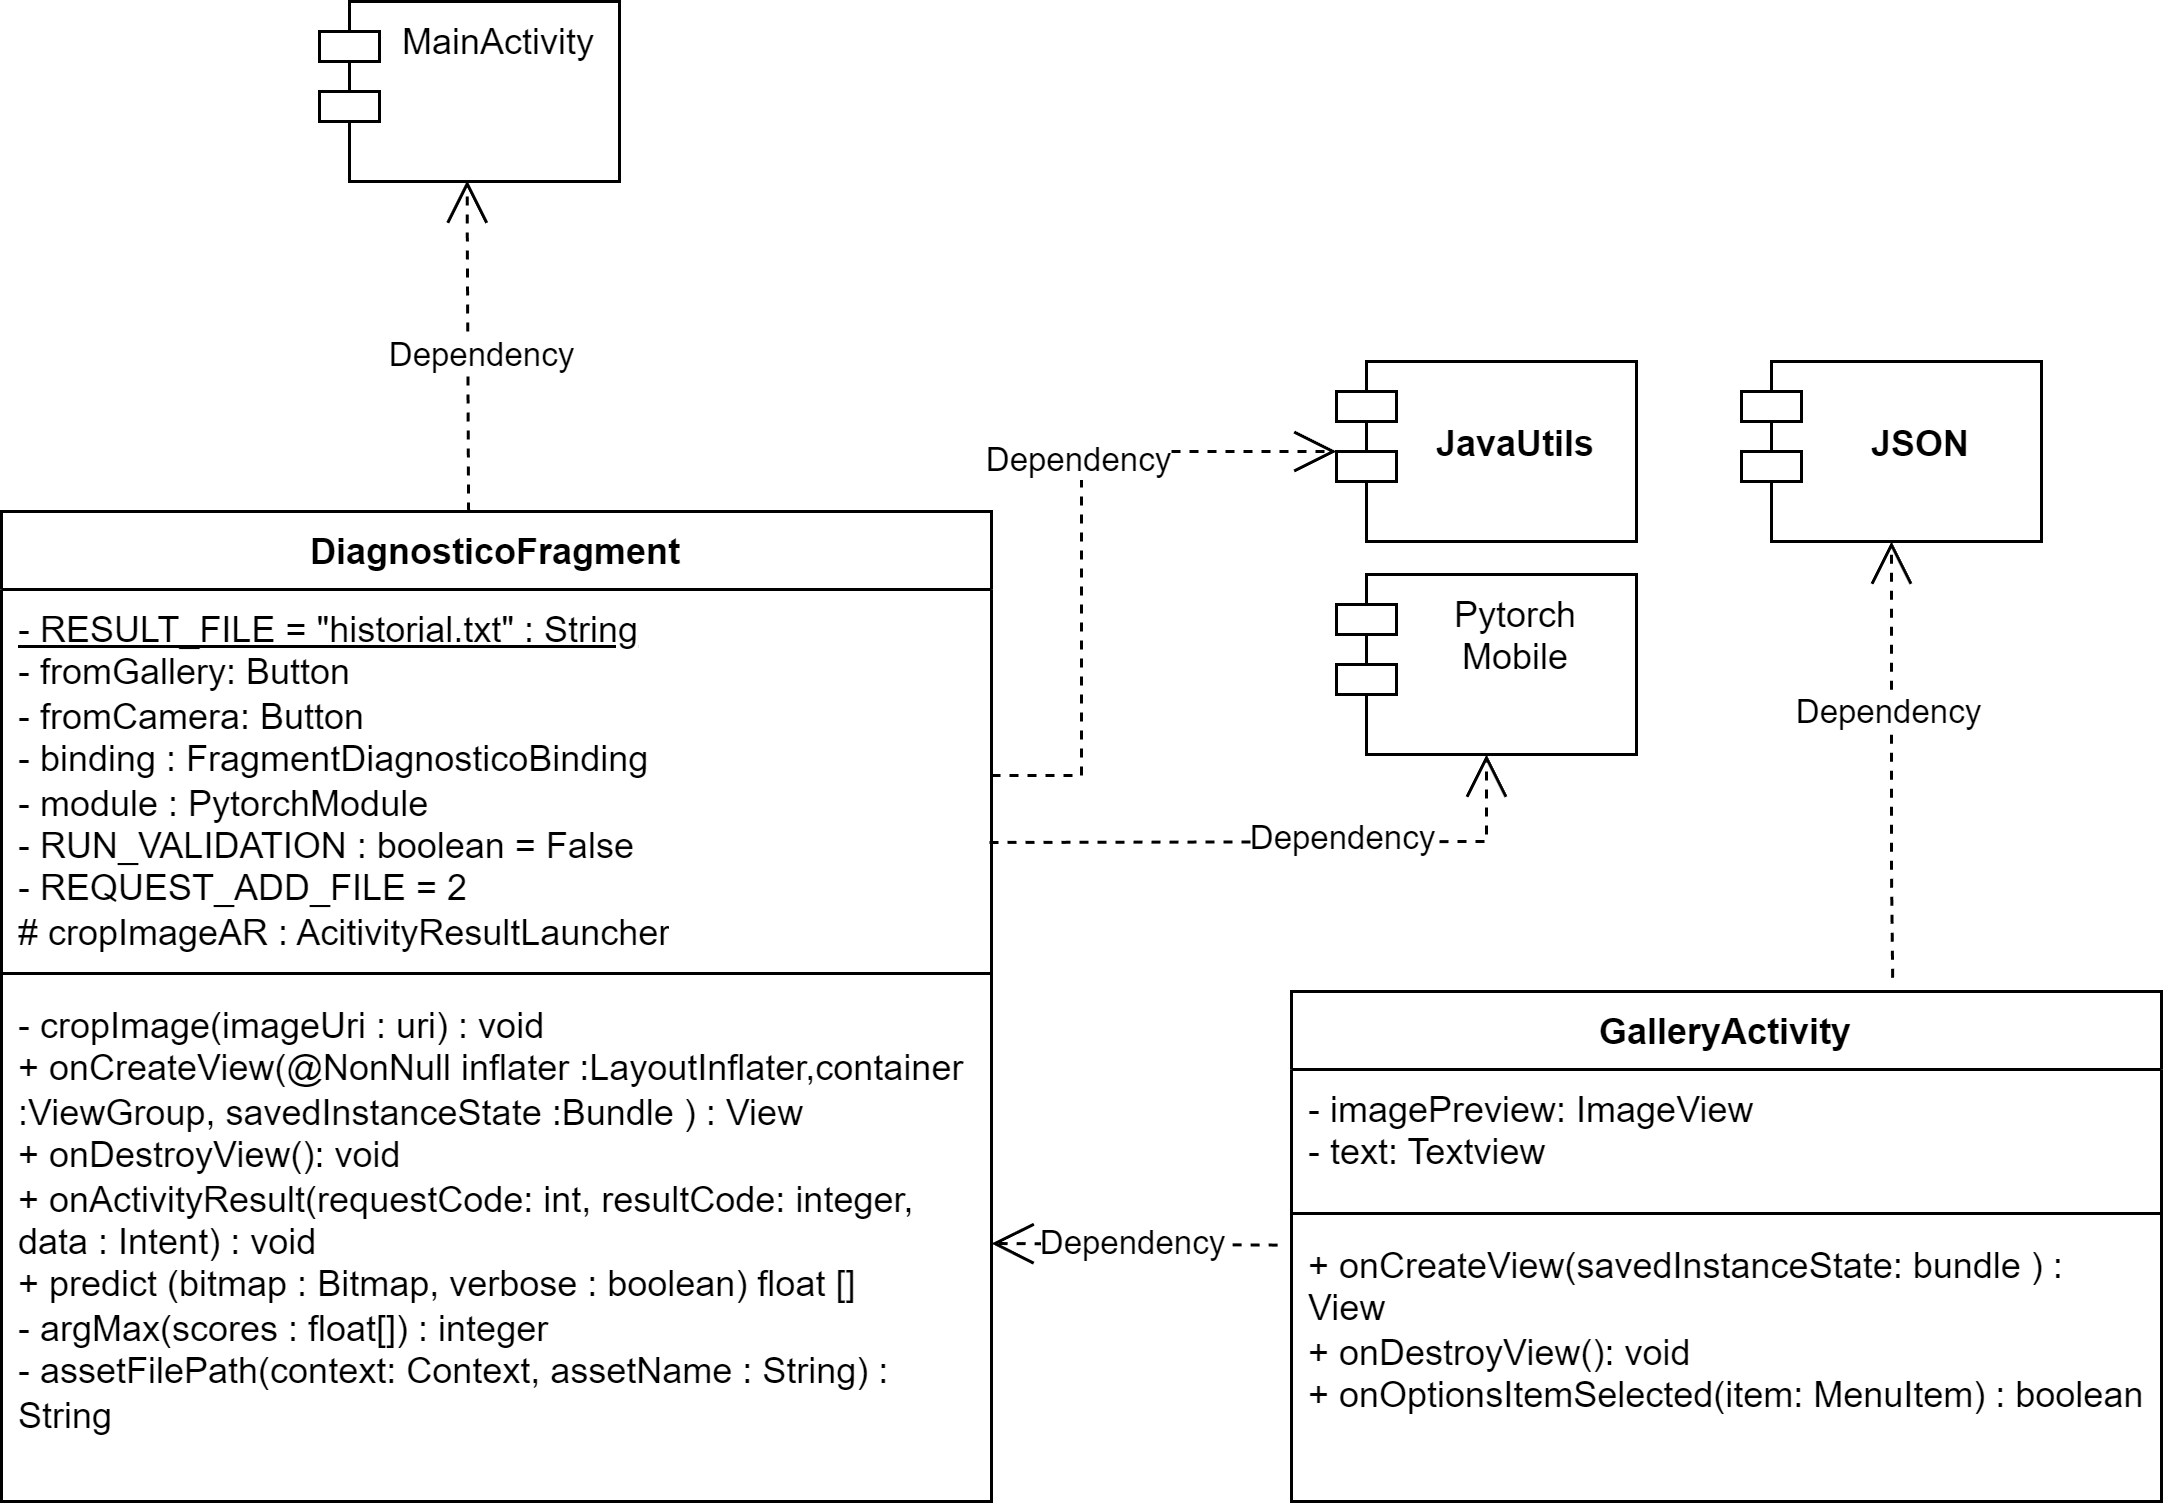 MainActivity
Dependency
JavaUtils
JSON
Dependency
DiagnosticoFragment
- RESULT_FILE = "historial.txt" : String
- fromGallery: Button
- fromCamera: Button
- binding : FragmentDiagnosticoBinding
- module : PytorchModule
- RUN_VALIDATION : boolean = False
- REQUEST_ADD_FILE = 2
# cropImageAR : AcitivityResultLauncher
Pytorch
Mobile
Dependency
Dependency
- cropImage(imageUri : uri) : void
+ onCreateView(@NonNull inflater :LayoutInflater,container
:ViewGroup, savedInstanceState :Bundle ) : View
+ onDestroyView(): void
+ onActivityResult(requestCode: int, resultCode: integer,
data : Intent) : void
+ predict (bitmap : Bitmap, verbose : boolean) float []
- argMax(scores : float[]) : integer
- assetFilePath(context: Context, assetName : String) :
String
Dependency
GalleryActivity
- imagePreview: ImageView
- text: Textview
+ onCreateView(savedInstanceState: bundle ) :
View
+ onDestroyView(): void
+ onOptionsItemSelected(item: MenuItem) : boolean